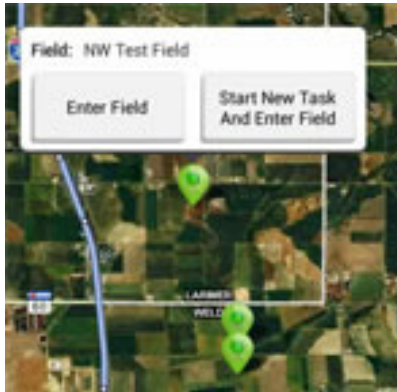 Field: NW Test Field
Enter Field
Start New Task
And Enter Field
LARIMER
WELD